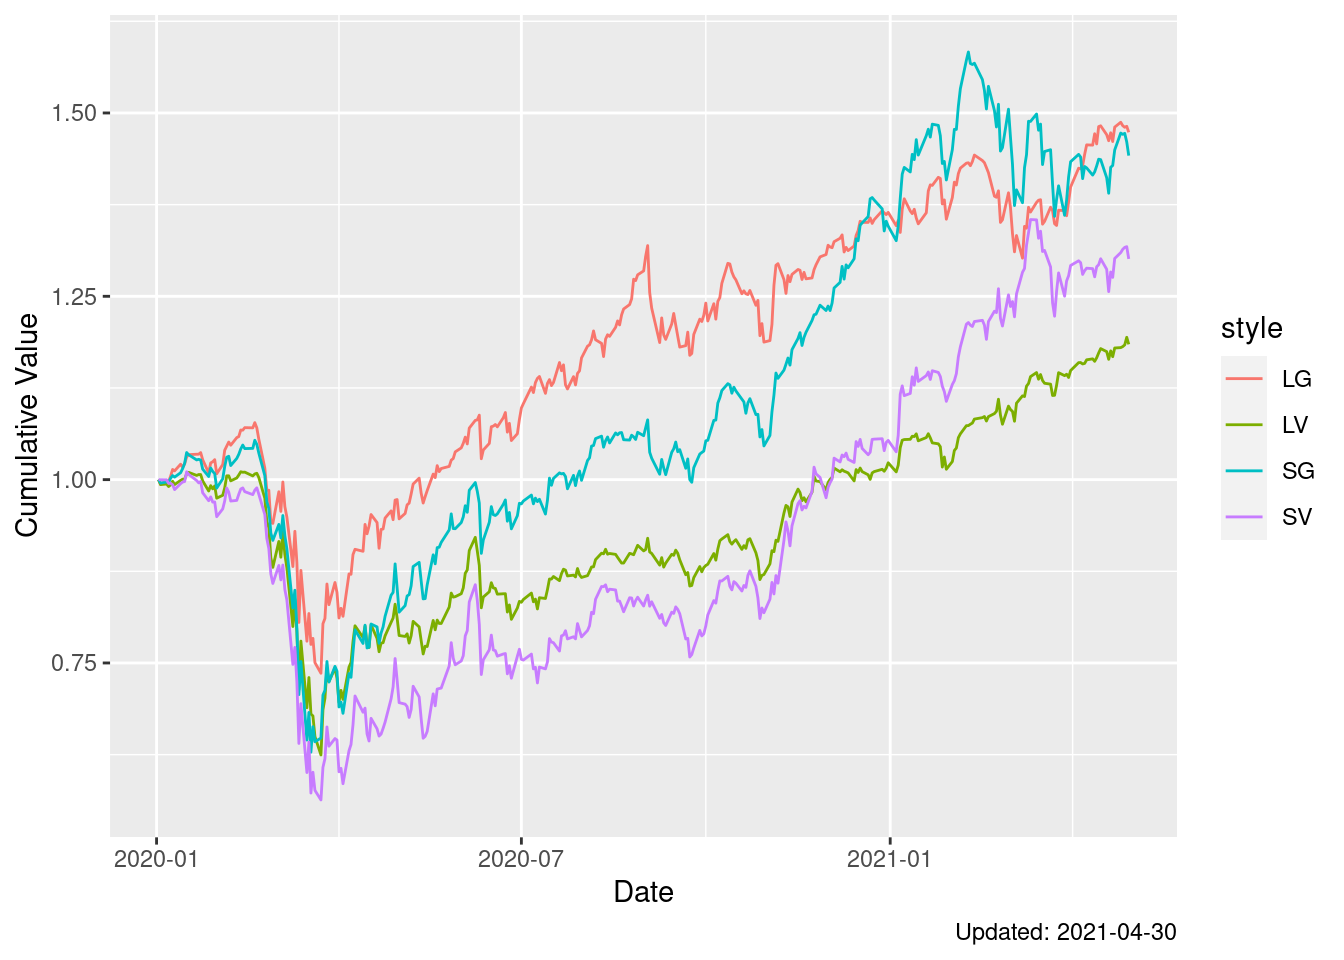 1.50
1.25
1.00
0.75
Cumulative Value
2020-01
2020-07
2021-01
Date
style
LG
LV
SG
SV
Updated: 2021-04-30